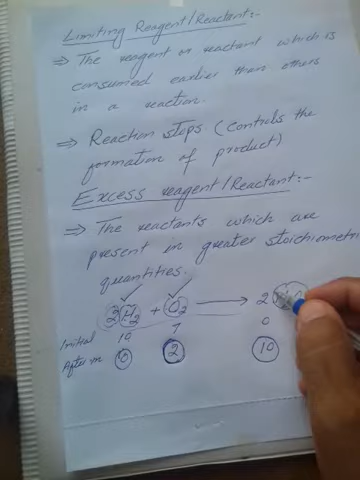 Limiting Reagent/Reactant:-
⇒ The reagent or reactant which is
consumed earlier than others
in a reaction.
⇒ Reaction stops (controls the
formation of product)
Excess reagent/Reactant:-
⇒ The reactants which are
present in greater stoichiometri
quantities.
2H2 + O2 → 2
Initial 10 7 0
After rxn 0 2 10